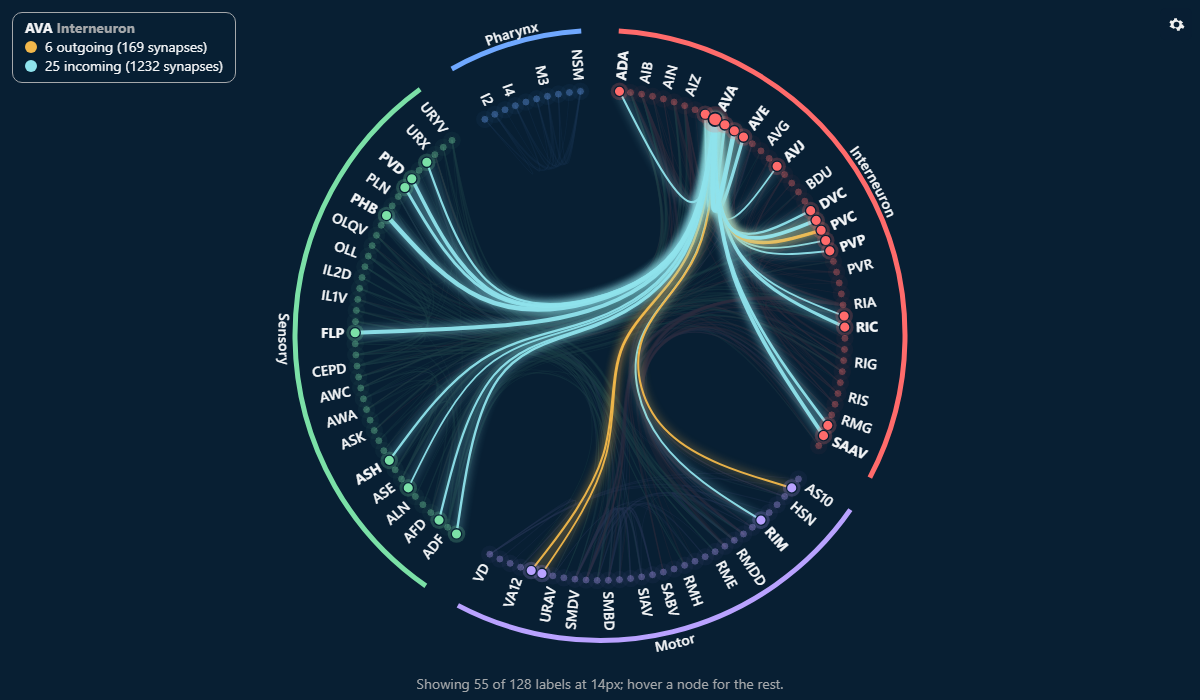 AVA Interneuron
6 outgoing (169 synapses)
25 incoming (1232 synapses)
Pharynx
I2
I4
M3
NSM
Interneuron
ADA
AIB
AIN
AIZ
AVA
AVE
AVG
AVJ
BDU
DVC
PVC
PVP
PVR
RIA
RIC
RIG
RIS
RMG
SAAV
Motor
AS10
HSN
RIM
RMDD
RME
RMH
SABV
SIAV
SMBD
SMDV
URAV
VA12
VD
Sensory
ADF
AFD
ALN
ASE
ASH
ASK
AWA
AWC
CEPD
FLP
IL1V
IL2D
OLL
OLQV
PHB
PLN
PVD
URX
URYV
Showing 55 of 128 labels at 14px; hover a node for the rest.